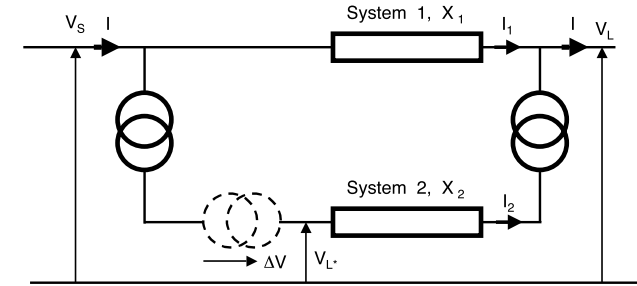 V_S I System 1, X_1 I_1 I V_L
System 2, X_2 I_2
ΔV V_L*